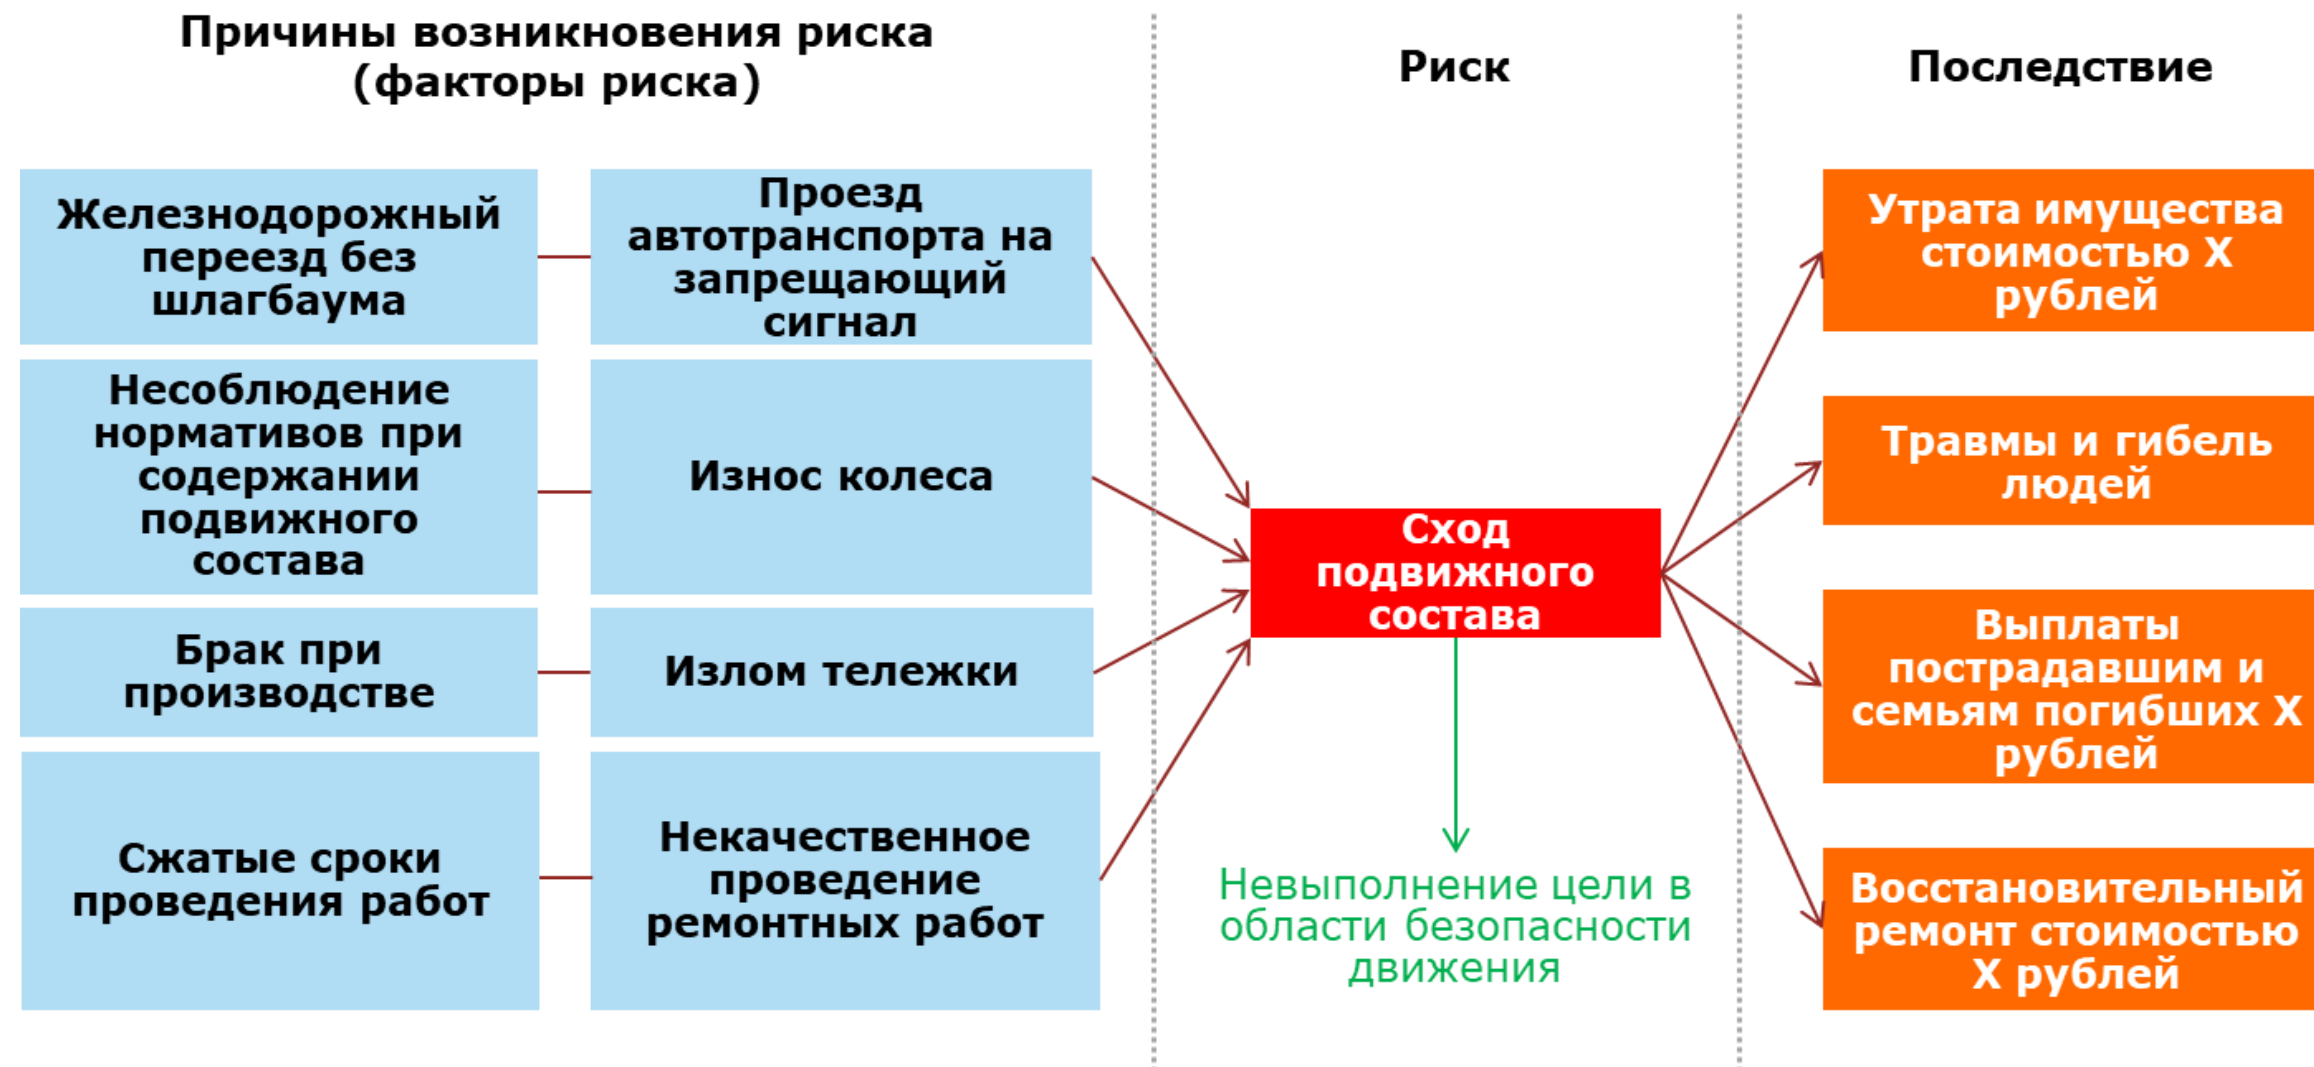 Причины возникновения риска
(факторы риска)
Риск
Последствие
Железнодорожный
переезд без
шлагбаума
Проезд
автотранспорта на
запрещающий
сигнал
Несоблюдение
нормативов при
содержании
подвижного
состава
Износ колеса
Брак при
производстве
Излом тележки
Сжатые сроки
проведения работ
Некачественное
проведение
ремонтных работ
Сход
подвижного
состава
Невыполнение цели в
области безопасности
движения
Утрата имущества
стоимостью X
рублей
Травмы и гибель
людей
Выплаты
пострадавшим и
семьям погибших X
рублей
Восстановительный
ремонт стоимостью
X рублей